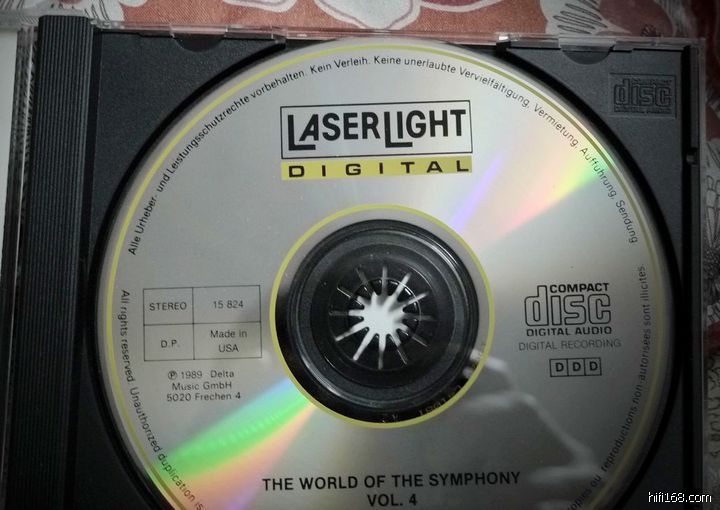 Alle Urheber- und Leistungsschutzrechte vorbehalten. Kein Verleih. Keine unerlaubte Vervielfältigung, Vermietung, Aufführung, Sendung
LASERLIGHT
DIGITAL
COMPACT
disc
DIGITAL AUDIO
STEREO 15 824
D.P. Made in
USA
℗ 1989 Delta
Music GmbH
5020 Frechen 4
COMPACT
disc
DIGITAL AUDIO
DIGITAL RECORDING
D D D
All rights reserved. Unauthorized duplication is
ou reproductions non-autorisées sont illicites
THE WORLD OF THE SYMPHONY
VOL. 4
hifi168.com